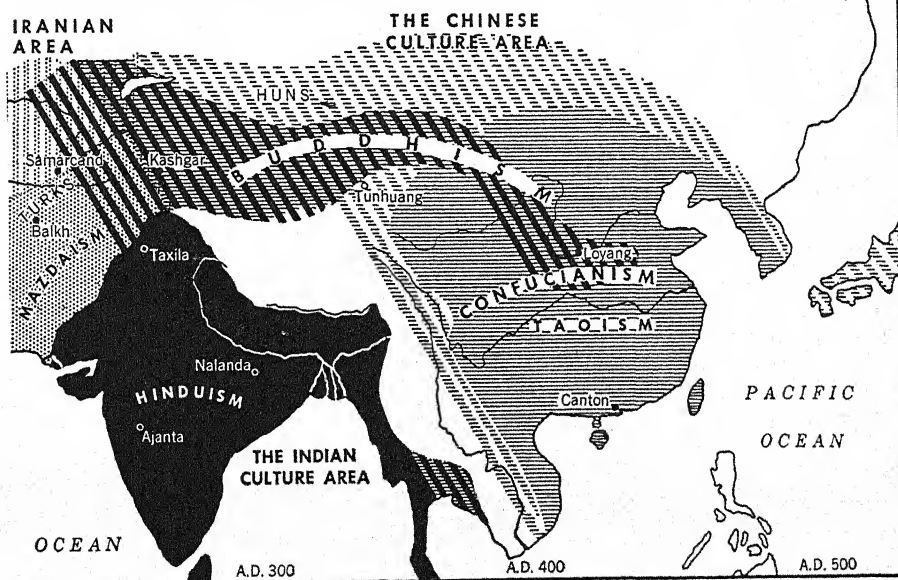 IRANIAN
AREA
THE CHINESE
CULTURE AREA
HUNS
BUDDHISM
Samarcand
Kashgar
TURKS
Tunhuang
Balkh
MAZDAISM
Taxila
Loyang
CONFUCIANISM
TAOISM
Nalanda
HINDUISM
Canton
Ajanta
PACIFIC
OCEAN
THE INDIAN
CULTURE AREA
OCEAN
A.D. 300
A.D. 400
A.D. 500